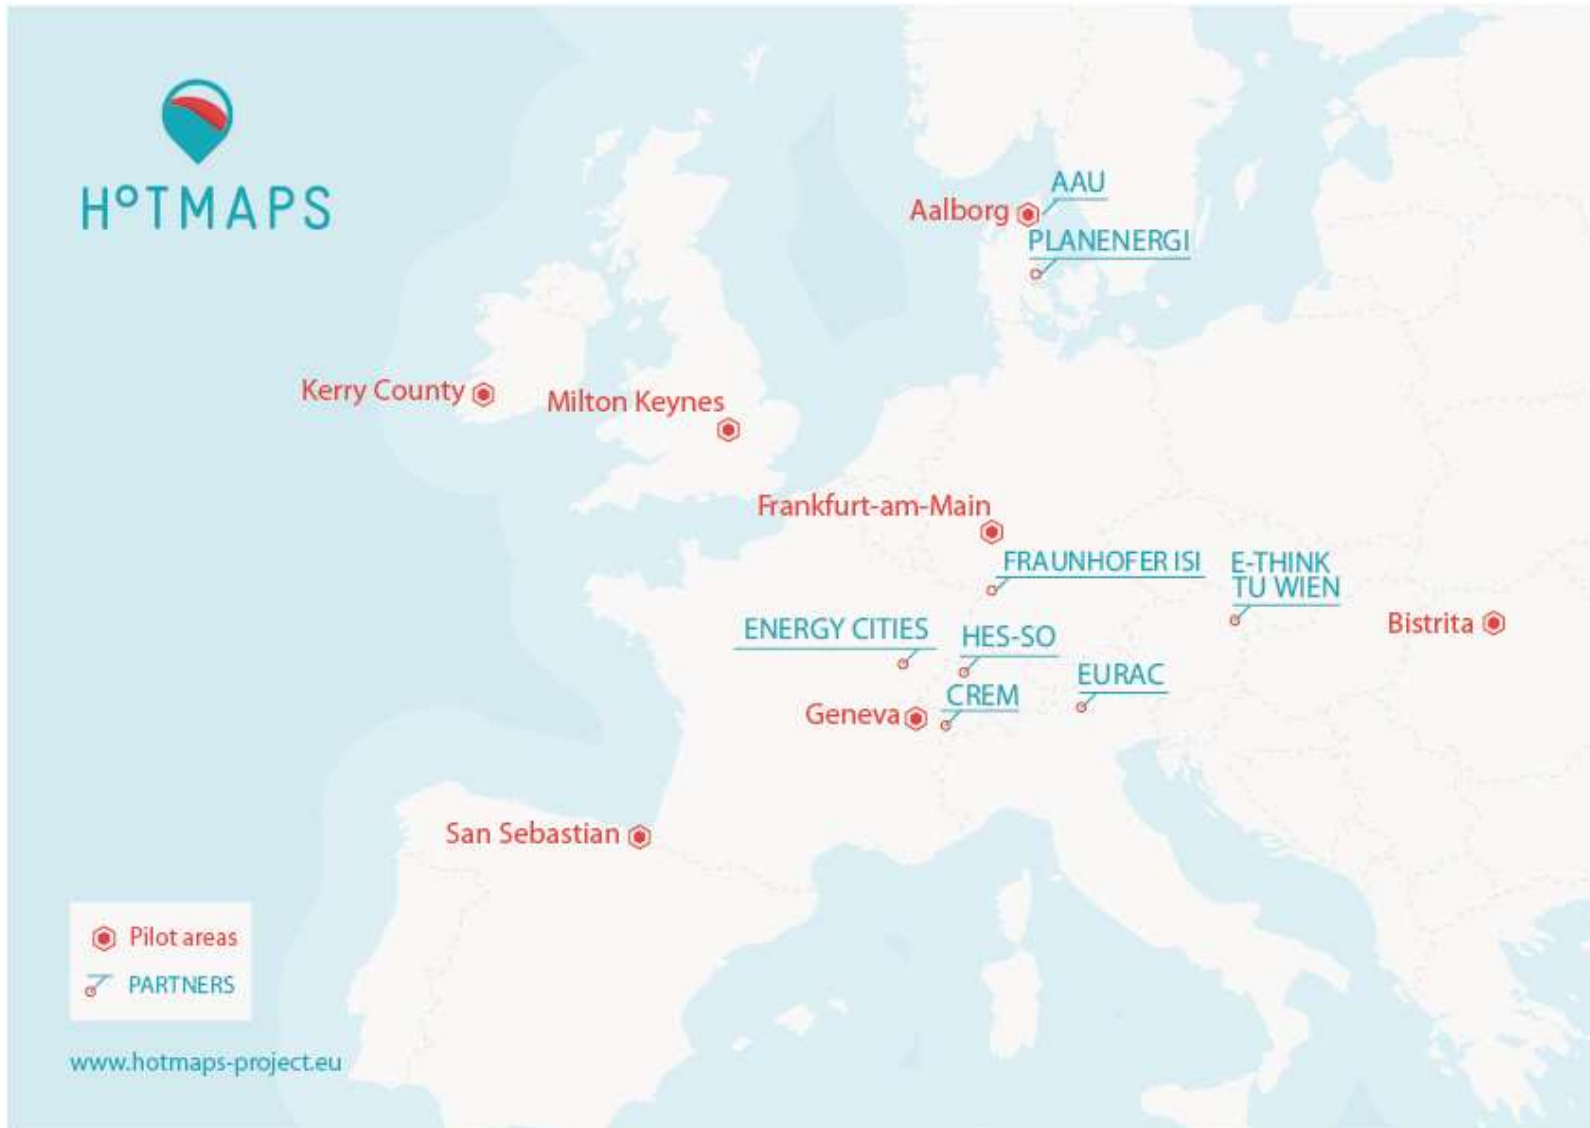 H°TMAPS
AAU
Aalborg
PLANENERGI
Kerry County
Milton Keynes
Frankfurt-am-Main
FRAUNHOFER ISI
E-THINK
TU WIEN
Bistrita
ENERGY CITIES
HES-SO
EURAC
CREM
Geneva
San Sebastian
Pilot areas
PARTNERS
www.hotmaps-project.eu